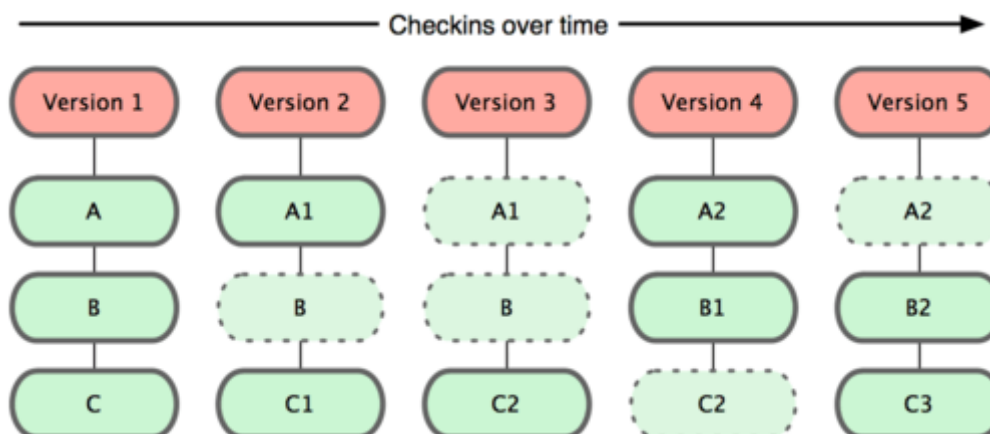 Checkins over time
Version 1 Version 2 Version 3 Version 4 Version 5
A A1 A1 A2 A2
B B B B1 B2
C C1 C2 C2 C3